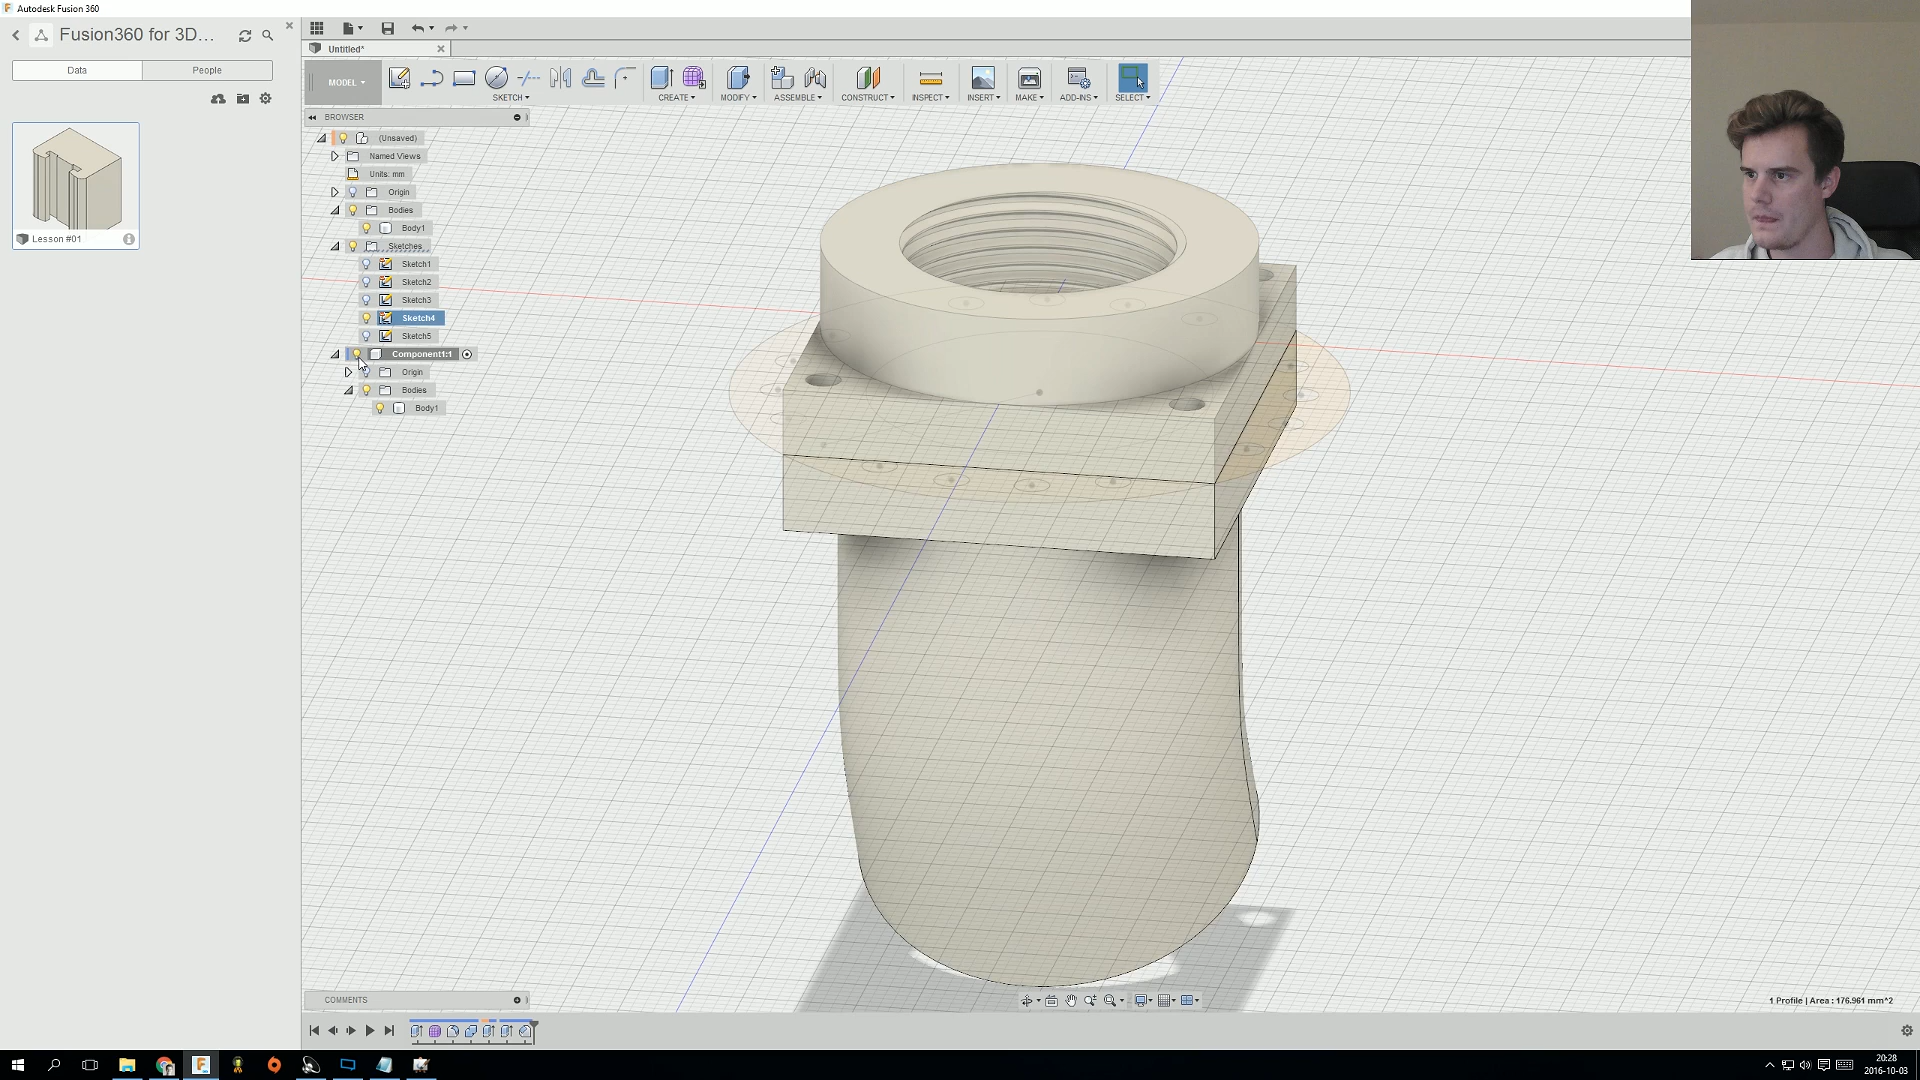 Autodesk Fusion 360
Fusion360 for 3D...
Data
People
Lesson #01
Untitled*
MODEL
SKETCH
CREATE
MODIFY
ASSEMBLE
CONSTRUCT
INSPECT
INSERT
MAKE
ADD-INS
SELECT
BROWSER
(Unsaved)
Named Views
Units: mm
Origin
Bodies
Body1
Sketches
Sketch1
Sketch2
Sketch3
Sketch4
Sketch5
Component1:1
Origin
Bodies
Body1
COMMENTS
1 Profile | Area : 176.961 mm^2
20:28
2016-10-03